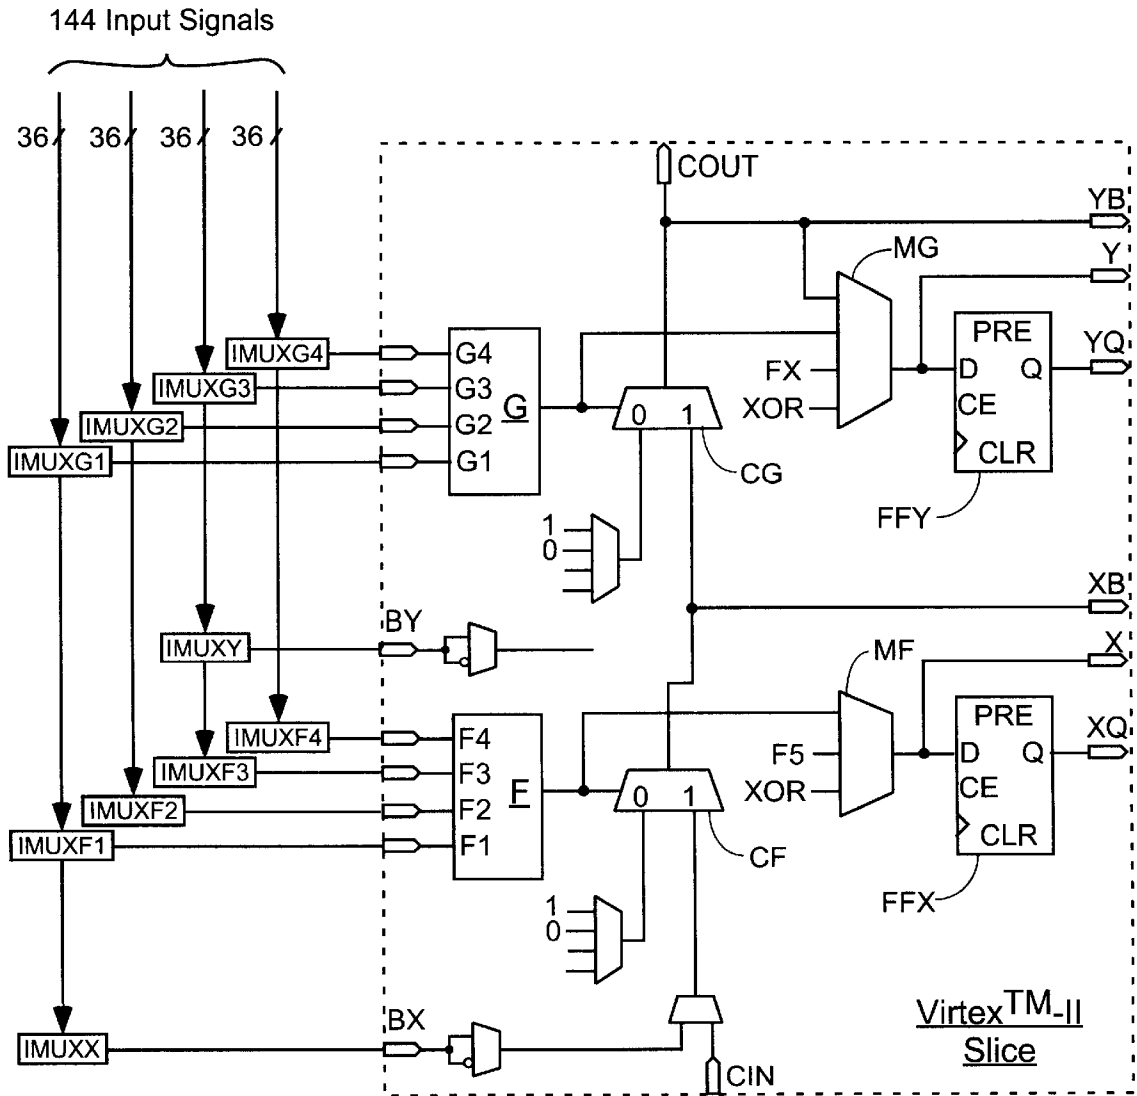 144 Input Signals
36 36 36 36
COUT
YB
MG
Y
IMUXG4 G4 PRE YQ
IMUXG3 G3 FX D Q
IMUXG2 G2 G 0 1 XOR CE
IMUXG1 G1 CG CLR
FFY
1
0
XB
BY
IMUXY MF X
IMUXF4 F4 PRE XQ
IMUXF3 F3 F5 D Q
IMUXF2 F2 F 0 1 XOR CE
IMUXF1 F1 CF CLR
FFX
1
0
BX Virtex™-II
IMUXX Slice
CIN